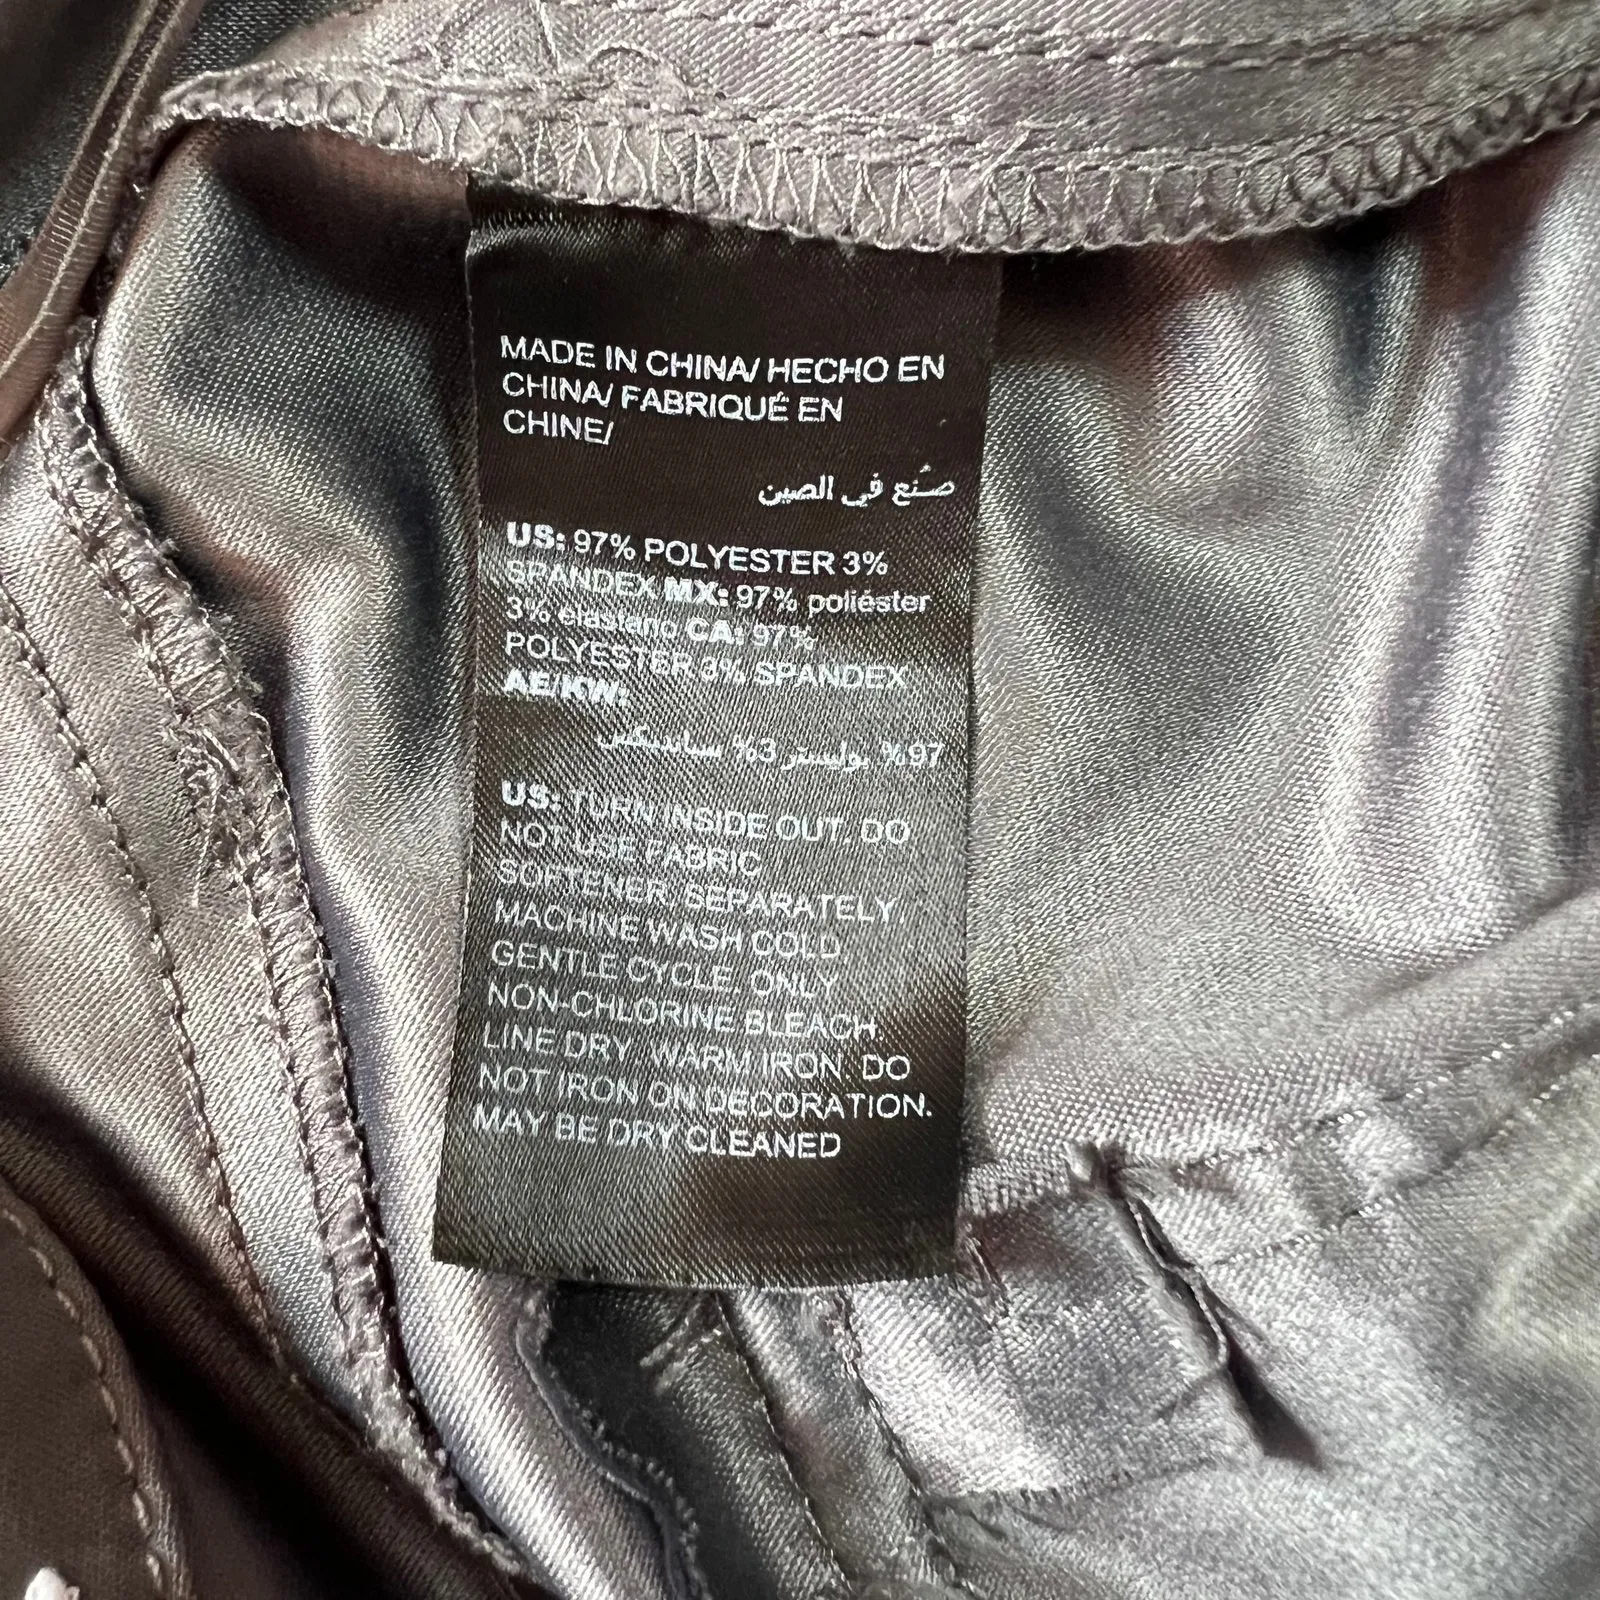 MADE IN CHINA/ HECHO EN
CHINA/ FABRIQUÉ EN
CHINE/
صُنع في الصين
US: 97% POLYESTER 3%
SPANDEX MX: 97% poliéster
3% elastano CA: 97%
POLYESTER 3% SPANDEX
AE/KW:
97% بوليستر 3% سباندكس
US: TURN INSIDE OUT. DO
NOT USE FABRIC
SOFTENER. SEPARATELY,
MACHINE WASH COLD
GENTLE CYCLE. ONLY
NON-CHLORINE BLEACH
LINE DRY WARM IRON. DO
NOT IRON ON DECORATION.
MAY BE DRY CLEANED